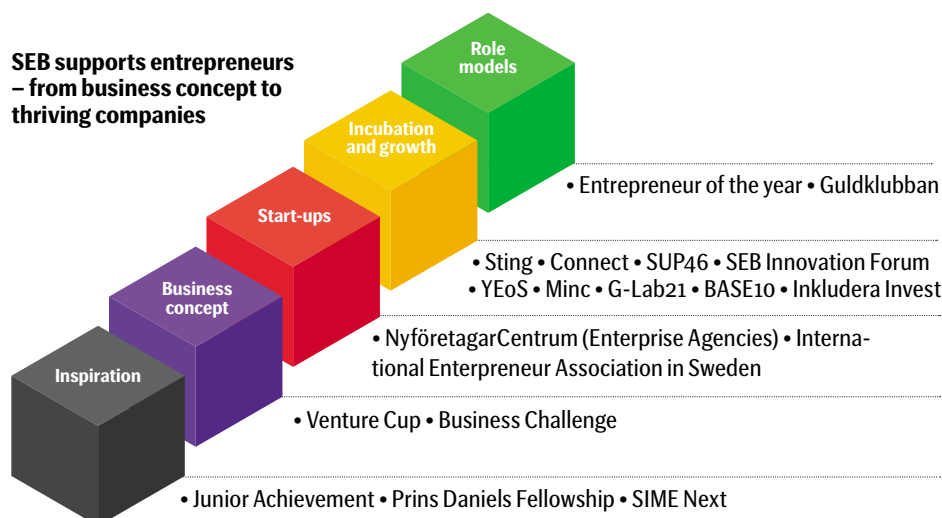 SEB supports entrepreneurs
– from business concept to
thriving companies
Role
models
Incubation
and growth
• Entrepreneur of the year • Guldklubban
Start-ups
• Sting • Connect • SUP46 • SEB Innovation Forum
• YEoS • Minc • G-Lab21 • BASE10 • Inkludera Invest
Business
concept
• NyföretagarCentrum (Enterprise Agencies) • Interna-
tional Enterpreneur Association in Sweden
Inspiration
• Venture Cup • Business Challenge
• Junior Achievement • Prins Daniels Fellowship • SIME Next